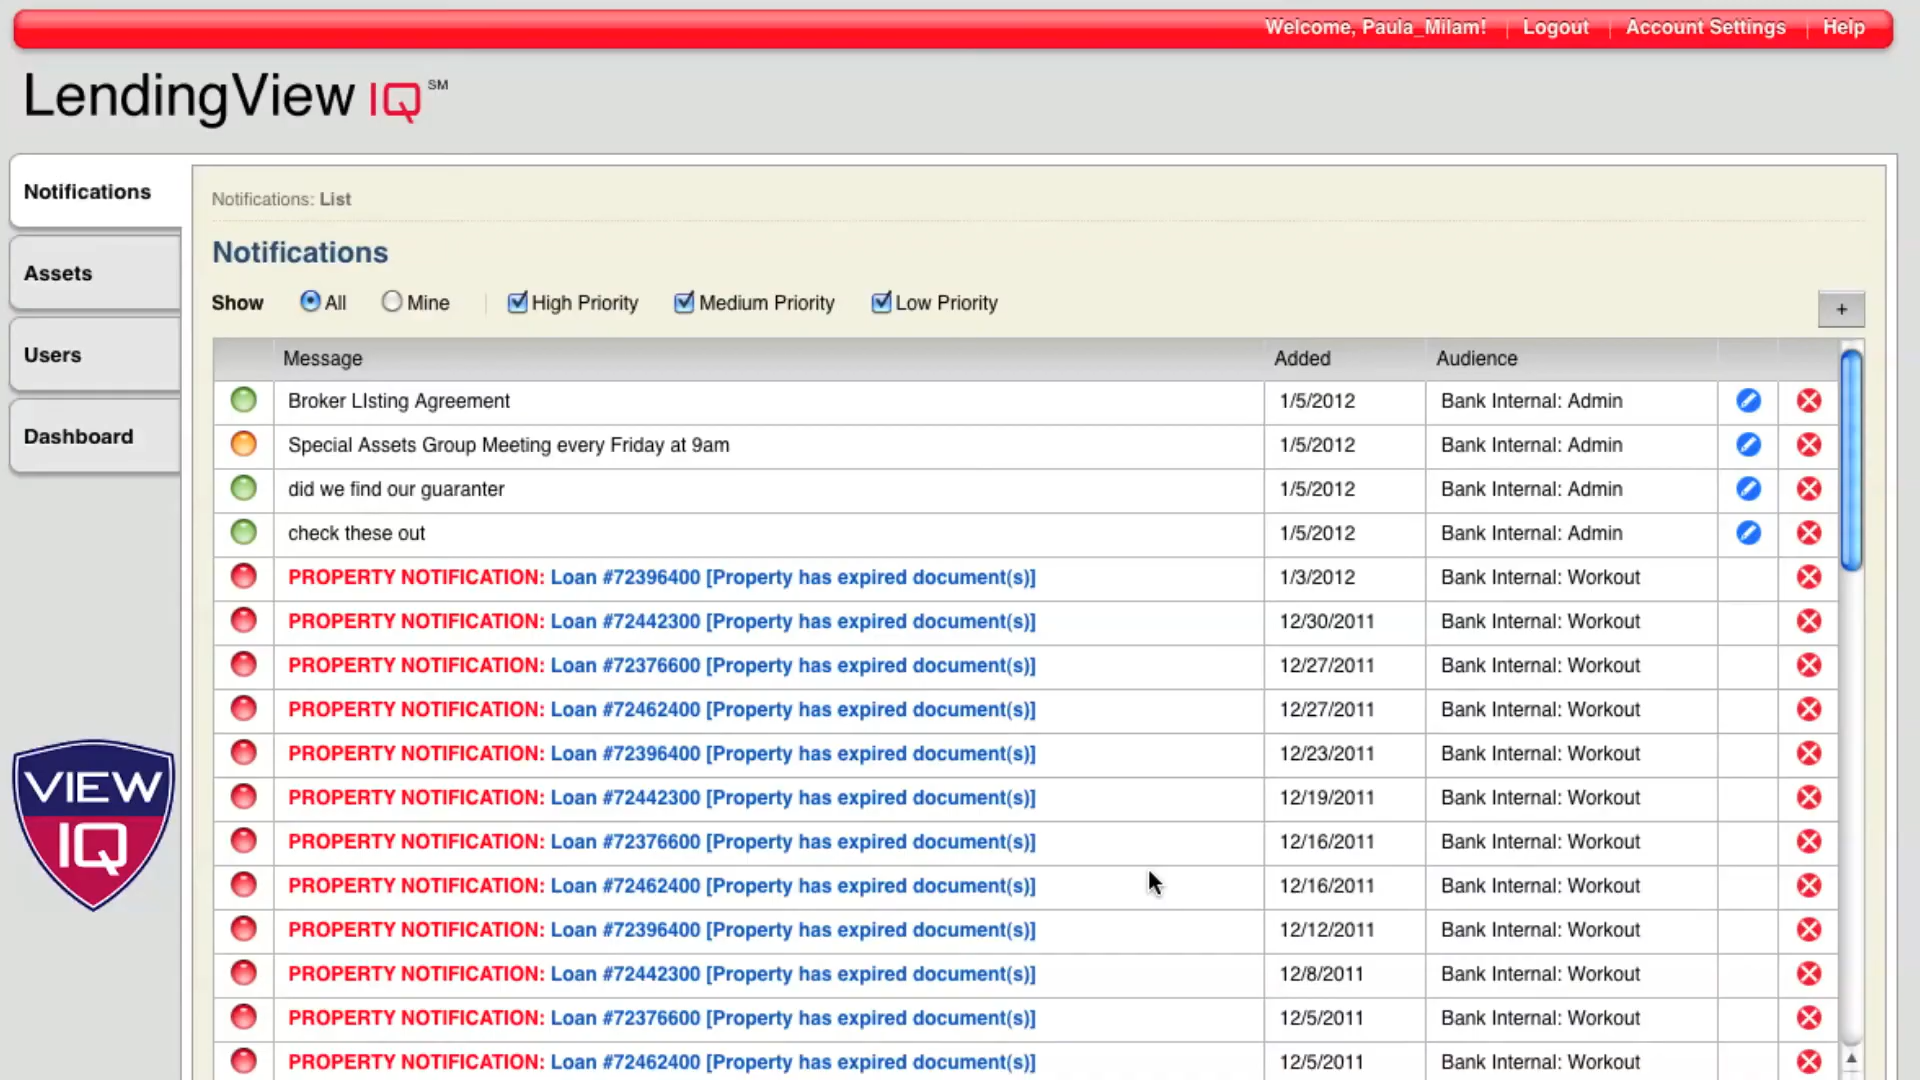 Welcome, Paula_Milam! Logout Account Settings Help
LendingView IQ SM
Notifications
Assets
Users
Dashboard
VIEW
IQ
Notifications: List
Notifications
Show All Mine High Priority Medium Priority Low Priority +
Message Added Audience
Broker LIsting Agreement 1/5/2012 Bank Internal: Admin
Special Assets Group Meeting every Friday at 9am 1/5/2012 Bank Internal: Admin
did we find our guaranter 1/5/2012 Bank Internal: Admin
check these out 1/5/2012 Bank Internal: Admin
PROPERTY NOTIFICATION: Loan #72396400 [Property has expired document(s)] 1/3/2012 Bank Internal: Workout
PROPERTY NOTIFICATION: Loan #72442300 [Property has expired document(s)] 12/30/2011 Bank Internal: Workout
PROPERTY NOTIFICATION: Loan #72376600 [Property has expired document(s)] 12/27/2011 Bank Internal: Workout
PROPERTY NOTIFICATION: Loan #72462400 [Property has expired document(s)] 12/27/2011 Bank Internal: Workout
PROPERTY NOTIFICATION: Loan #72396400 [Property has expired document(s)] 12/23/2011 Bank Internal: Workout
PROPERTY NOTIFICATION: Loan #72442300 [Property has expired document(s)] 12/19/2011 Bank Internal: Workout
PROPERTY NOTIFICATION: Loan #72376600 [Property has expired document(s)] 12/16/2011 Bank Internal: Workout
PROPERTY NOTIFICATION: Loan #72462400 [Property has expired document(s)] 12/16/2011 Bank Internal: Workout
PROPERTY NOTIFICATION: Loan #72396400 [Property has expired document(s)] 12/12/2011 Bank Internal: Workout
PROPERTY NOTIFICATION: Loan #72442300 [Property has expired document(s)] 12/8/2011 Bank Internal: Workout
PROPERTY NOTIFICATION: Loan #72376600 [Property has expired document(s)] 12/5/2011 Bank Internal: Workout
PROPERTY NOTIFICATION: Loan #72462400 [Property has expired document(s)] 12/5/2011 Bank Internal: Workout